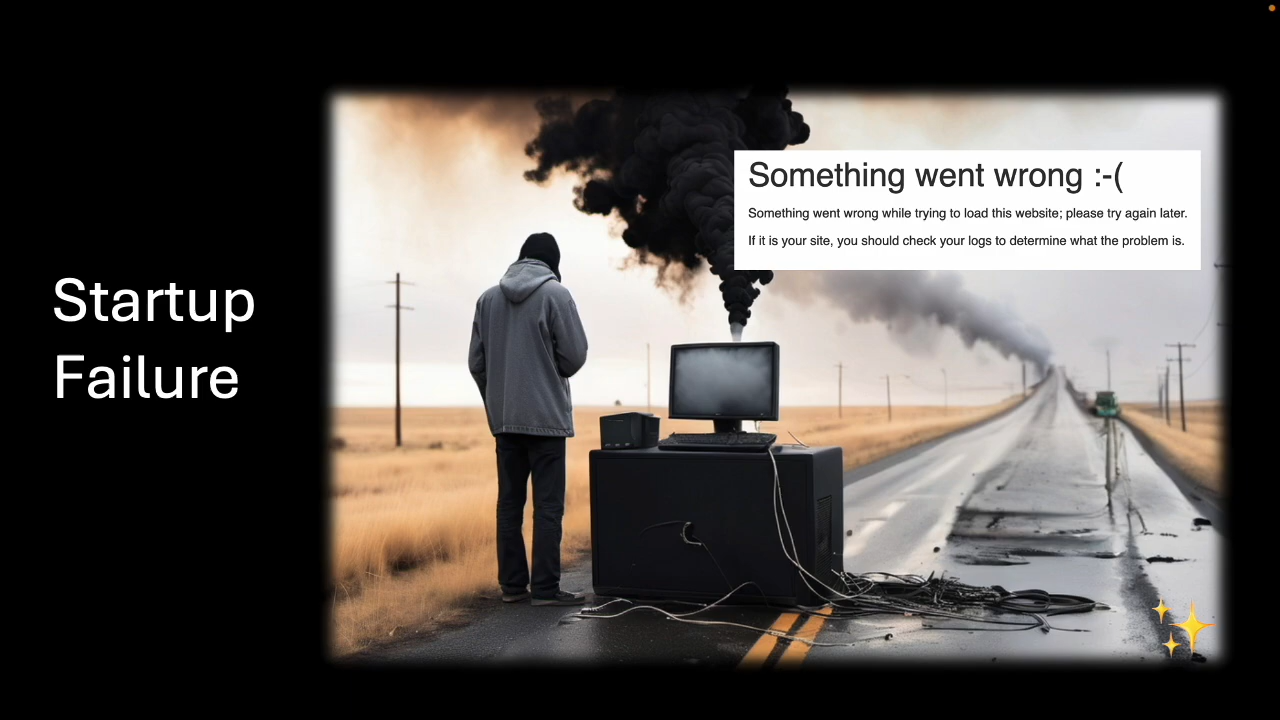 Startup
Failure
Something went wrong :-(
Something went wrong while trying to load this website; please try again later.
If it is your site, you should check your logs to determine what the problem is.